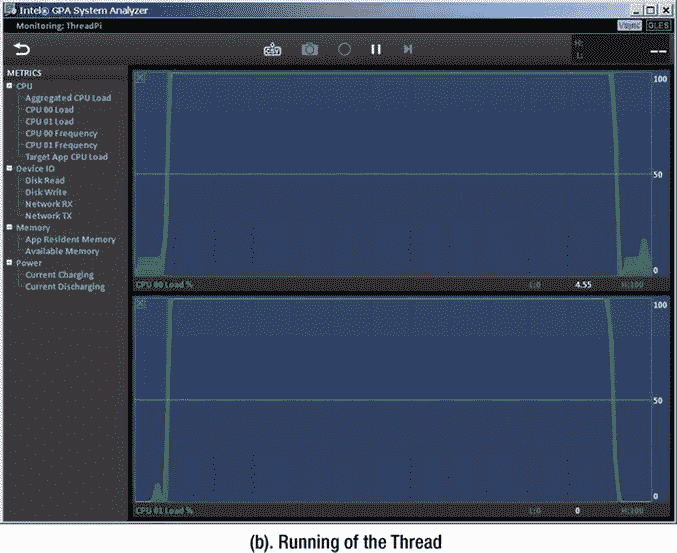 Intel® GPA System Analyzer
Monitoring: ThreadPi
Vsync GLES
CSV
H:
L:
--
METRICS
CPU
Aggregated CPU Load
CPU 00 Load
CPU 01 Load
CPU 00 Frequency
CPU 01 Frequency
Target App CPU Load
Device IO
Disk Read
Disk Write
Network RX
Network TX
Memory
App Resident Memory
Available Memory
Power
Current Charging
Current Discharging
100
50
0
CPU 00 Load % L:0 4.55 H:100
100
50
0
CPU 01 Load % L:0 0 H:100
(b). Running of the Thread